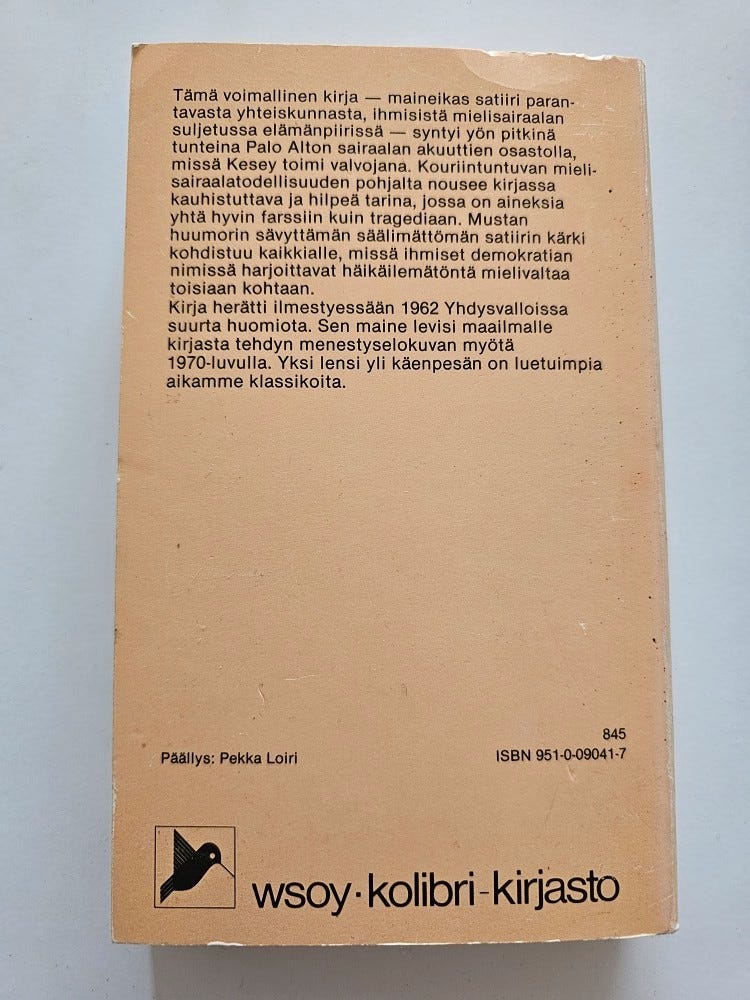 Tämä voimallinen kirja — maineikas satiiri paran-
tavasta yhteiskunnasta, ihmisistä mielisairaalan
suljetussa elämänpiirissä — syntyi yön pitkinä
tunteina Palo Alton sairaalan akuuttien osastolla,
missä Kesey toimi valvojana. Kouriintuntuvan mieli-
sairaalatodellisuuden pohjalta nousee kirjassa
kauhistuttava ja hilpeä tarina, jossa on aineksia
yhtä hyvin farssiin kuin tragediaan. Mustan
huumorin sävyttämän säälimättömän satiirin kärki
kohdistuu kaikkialle, missä ihmiset demokratian
nimissä harjoittavat häikäilemätöntä mielivaltaa
toisiaan kohtaan.
Kirja herätti ilmestyessään 1962 Yhdysvalloissa
suurta huomiota. Sen maine levisi maailmalle
kirjasta tehdyn menestyselokuvan myötä
1970-luvulla. Yksi lensi yli käenpesän on luetuimpia
aikamme klassikoita.
845
Päällys: Pekka Loiri
ISBN 951-0-09041-7
wsoy·kolibri-kirjasto